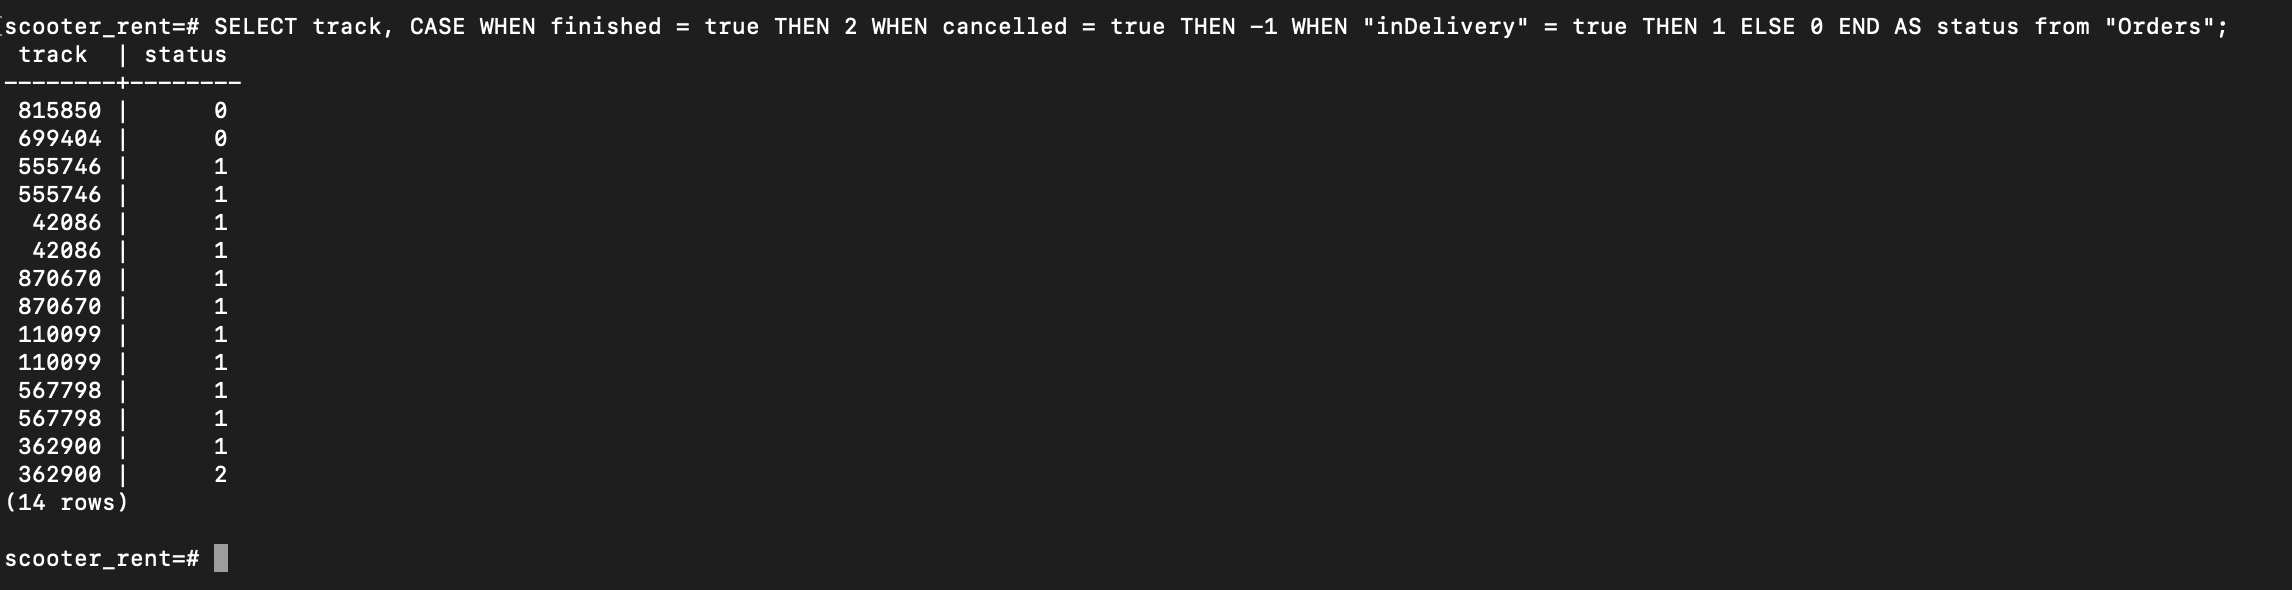 scooter_rent=# SELECT track, CASE WHEN finished = true THEN 2 WHEN cancelled = true THEN -1 WHEN "inDelivery" = true THEN 1 ELSE 0 END AS status from "Orders";
 track  | status
--------+--------
 815850 |      0
 699404 |      0
 555746 |      1
 555746 |      1
  42086 |      1
  42086 |      1
 870670 |      1
 870670 |      1
 110099 |      1
 110099 |      1
 567798 |      1
 567798 |      1
 362900 |      1
 362900 |      2
(14 rows)
scooter_rent=#